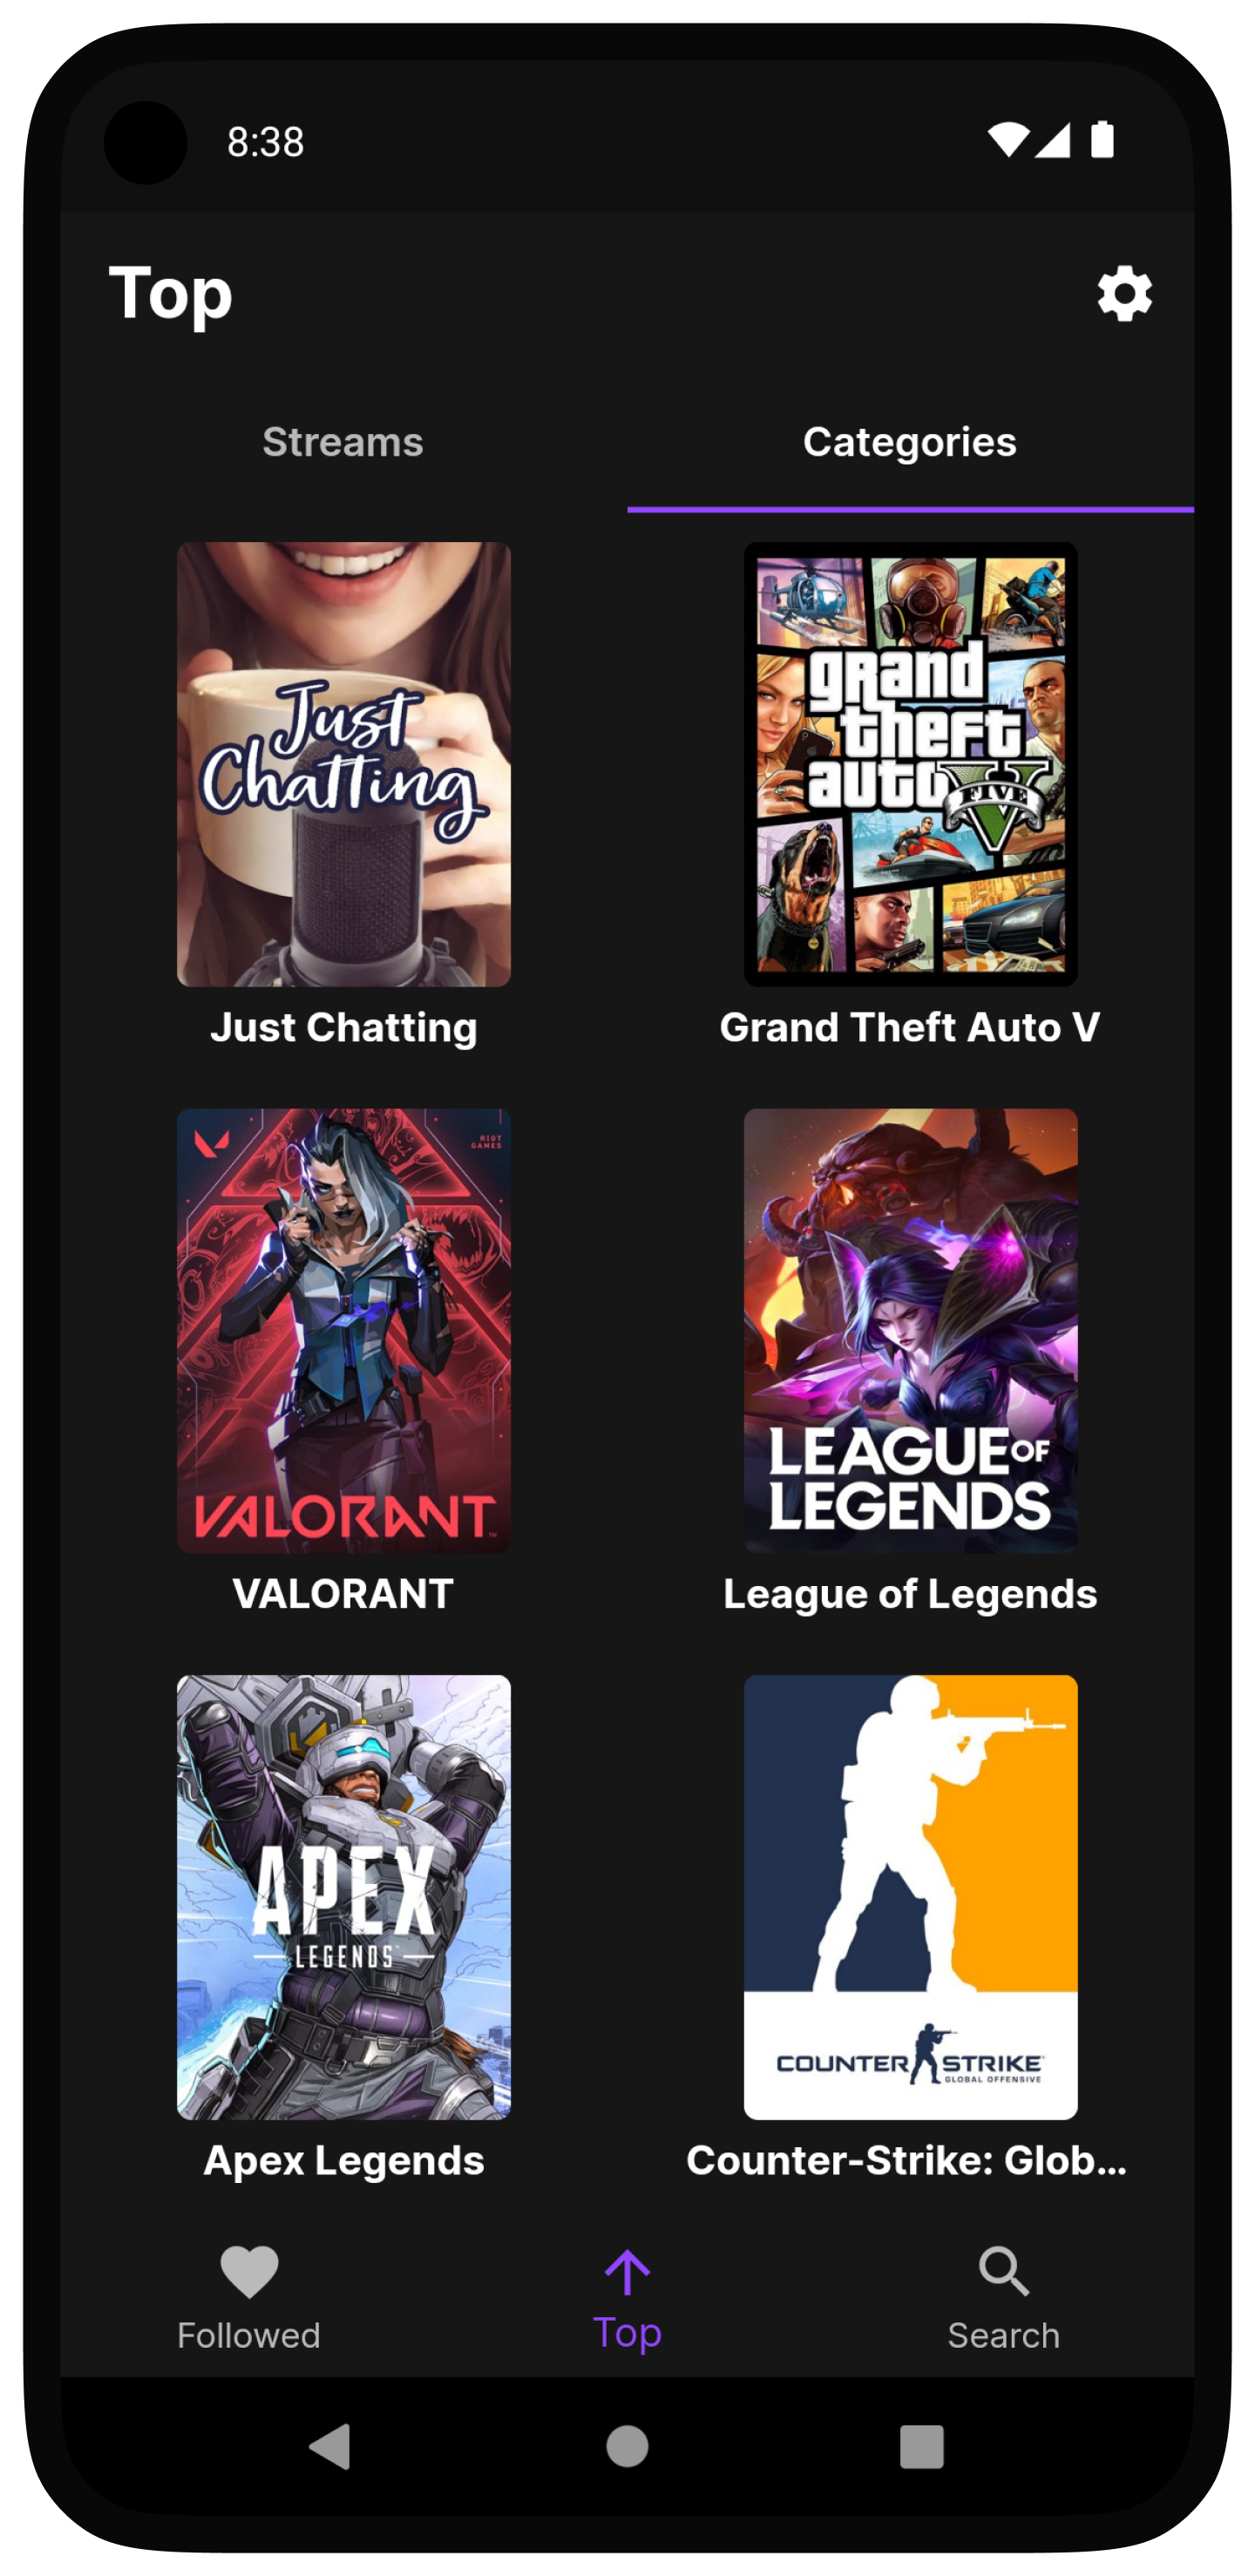 8:38
Top
Streams
Categories
Just
Chatting
grand
theft
auto V
FIVE
Just Chatting
Grand Theft Auto V
RIOT
GAMES
VALORANT
LEAGUE OF
LEGENDS
VALORANT
League of Legends
APEX
LEGENDS
COUNTER STRIKE
GLOBAL OFFENSIVE
Apex Legends
Counter-Strike: Glob...
Followed
Top
Search